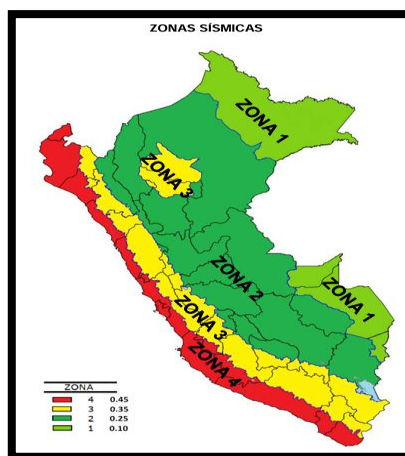 ZONAS SÍSMICAS
ZONA 1
ZONA 3
ZONA 2
ZONA 1
ZONA 3
ZONA 4
ZONA
4 0.45
3 0.35
2 0.25
1 0.10